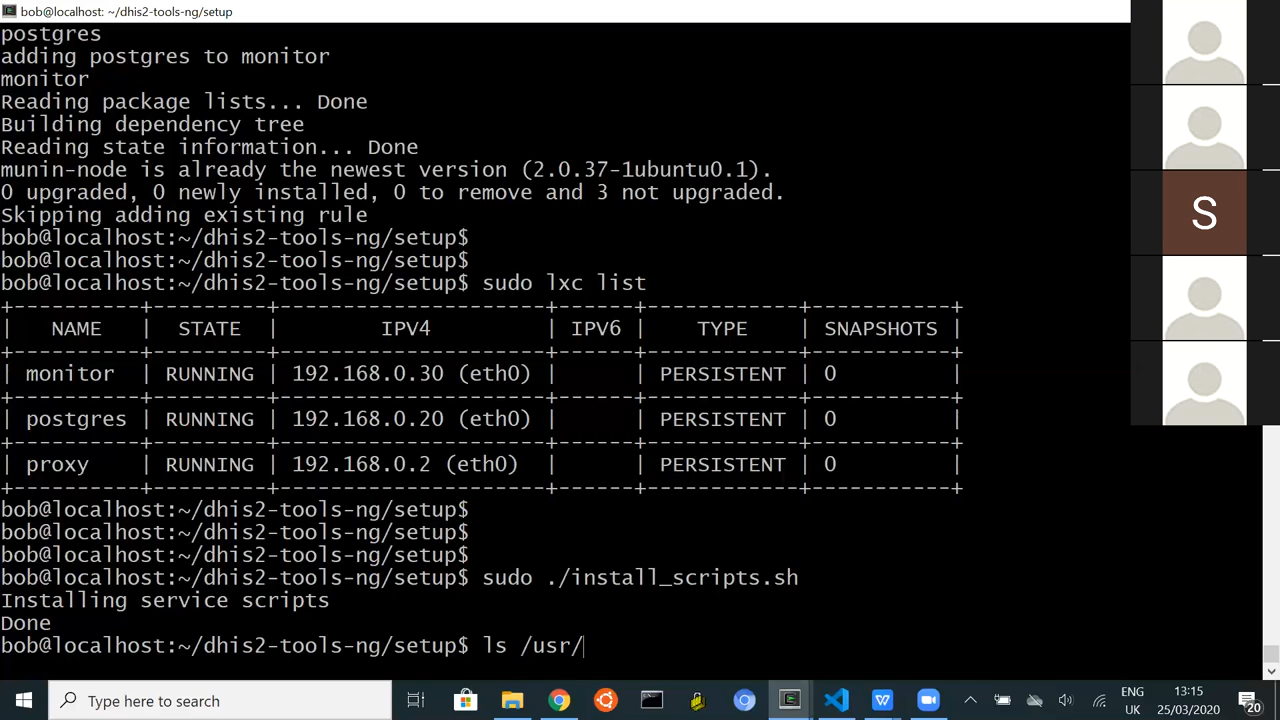 bob@localhost: ~/dhis2-tools-ng/setup
postgres
adding postgres to monitor
monitor
Reading package lists... Done
Building dependency tree
Reading state information... Done
munin-node is already the newest version (2.0.37-1ubuntu0.1).
0 upgraded, 0 newly installed, 0 to remove and 3 not upgraded.
Skipping adding existing rule
bob@localhost:~/dhis2-tools-ng/setup$
bob@localhost:~/dhis2-tools-ng/setup$
bob@localhost:~/dhis2-tools-ng/setup$ sudo lxc list
+----------+---------+----------------------+------+------------+-----------+
|   NAME   |  STATE  |         IPV4         | IPV6 |    TYPE    | SNAPSHOTS |
+----------+---------+----------------------+------+------------+-----------+
| monitor  | RUNNING | 192.168.0.30 (eth0)  |      | PERSISTENT | 0         |
+----------+---------+----------------------+------+------------+-----------+
| postgres | RUNNING | 192.168.0.20 (eth0)  |      | PERSISTENT | 0         |
+----------+---------+----------------------+------+------------+-----------+
| proxy    | RUNNING | 192.168.0.2 (eth0)   |      | PERSISTENT | 0         |
+----------+---------+----------------------+------+------------+-----------+
bob@localhost:~/dhis2-tools-ng/setup$
bob@localhost:~/dhis2-tools-ng/setup$
bob@localhost:~/dhis2-tools-ng/setup$
bob@localhost:~/dhis2-tools-ng/setup$ sudo ./install_scripts.sh
Installing service scripts
Done
bob@localhost:~/dhis2-tools-ng/setup$ ls /usr/
S
Type here to search
ENG
UK
13:15
25/03/2020
20